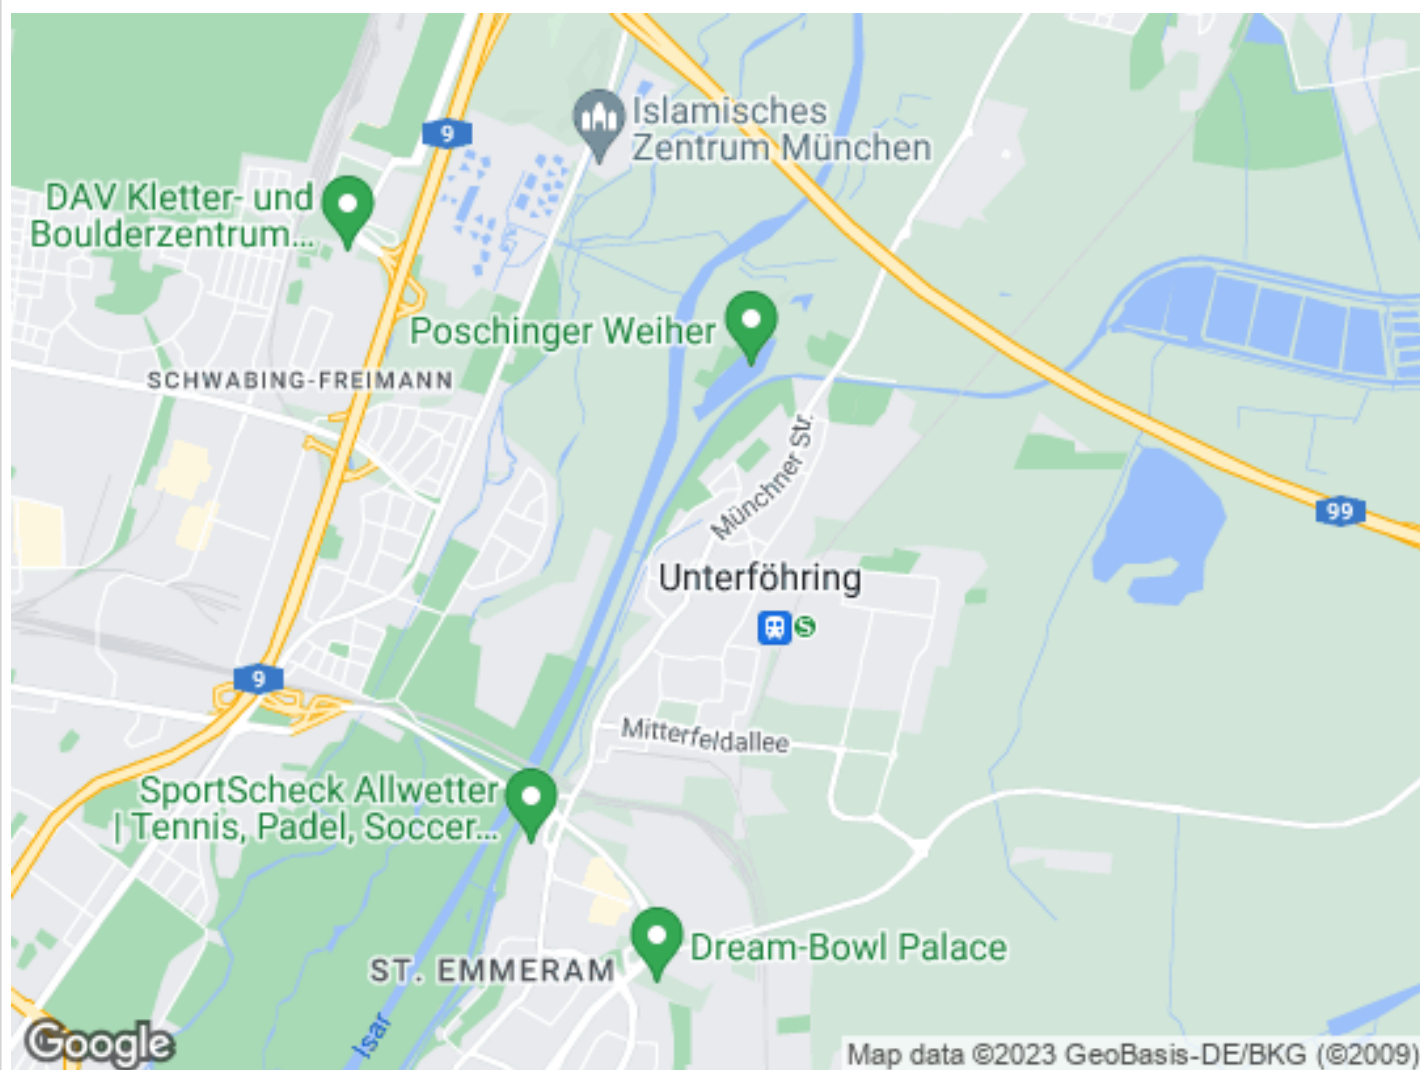 9
Islamisches
Zentrum München
DAV Kletter- und
Boulderzentrum...
Poschinger Weiher
SCHWABING-FREIMANN
Münchner Str.
99
Unterföhring
S
9
Mitterfeldallee
SportScheck Allwetter
| Tennis, Padel, Soccer...
Dream-Bowl Palace
ST. EMMERAM
Isar
Google
Map data ©2023 GeoBasis-DE/BKG (©2009)